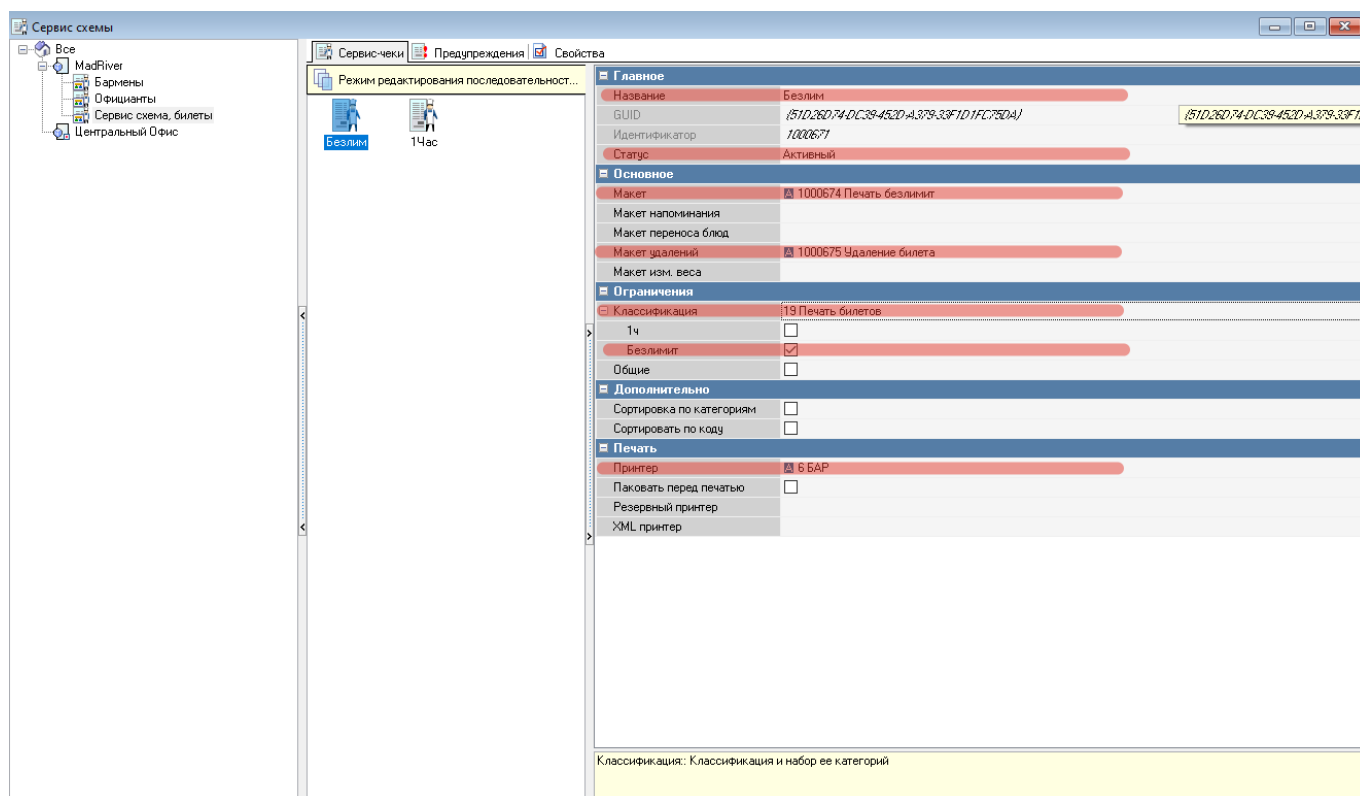 Сервис схемы
Все
MadRiver
Бармены
Официанты
Сервис схема, билеты
Центральный Офис
Сервис-чеки Предупреждения Свойства
Режим редактирования последовательност...
Безлим 1Час
Главное
Название Безлим
GUID {51D26D74-DC39-452D-A379-33F1D1FC75DA}
{51D26D74-DC39-452D-A379-33F1
Идентификатор 1000671
Статус Активный
Основное
Макет 1000674 Печать безлимит
Макет напоминания
Макет переноса блюд
Макет удалений 1000675 Удаление билета
Макет изм. веса
Ограничения
Классификация 19 Печать билетов
1ч
Безлимит
Общие
Дополнительно
Сортировка по категориям
Сортировать по коду
Печать
Принтер 6 БАР
Паковать перед печатью
Резервный принтер
XML принтер
Классификация:: Классификация и набор ее категорий